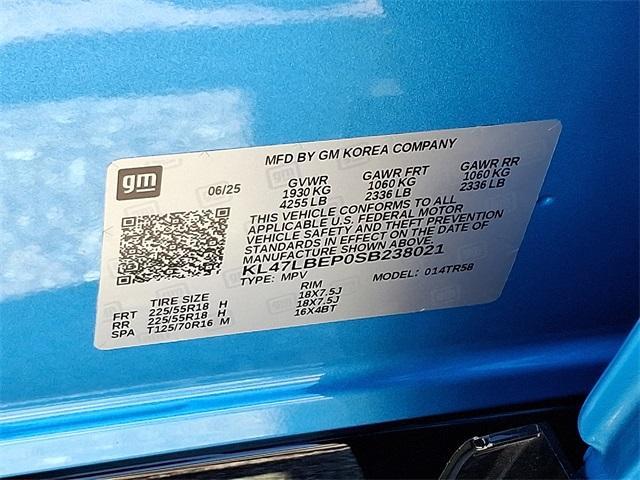 MFD BY GM KOREA COMPANY
gm
06/25
GVWR GAWR FRT GAWR RR
1930 KG 1060 KG 1060 KG
4255 LB 2336 LB 2336 LB
THIS VEHICLE CONFORMS TO ALL
APPLICABLE U.S. FEDERAL MOTOR
VEHICLE SAFETY AND THEFT PREVENTION
STANDARDS IN EFFECT ON THE DATE OF
MANUFACTURE SHOWN ABOVE.
KL47LBEP0SB238021
TYPE: MPV MODEL: 014TR58
TIRE SIZE RIM
FRT 225/55R18 H 18X7.5J
RR 225/55R18 H 18X7.5J
SPA T125/70R16 M 16X4BT